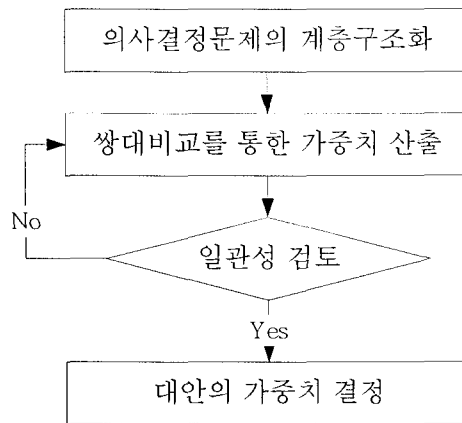 의사결정문제의 계층구조화
쌍대비교를 통한 가중치 산출
No
일관성 검토
Yes
대안의 가중치 결정